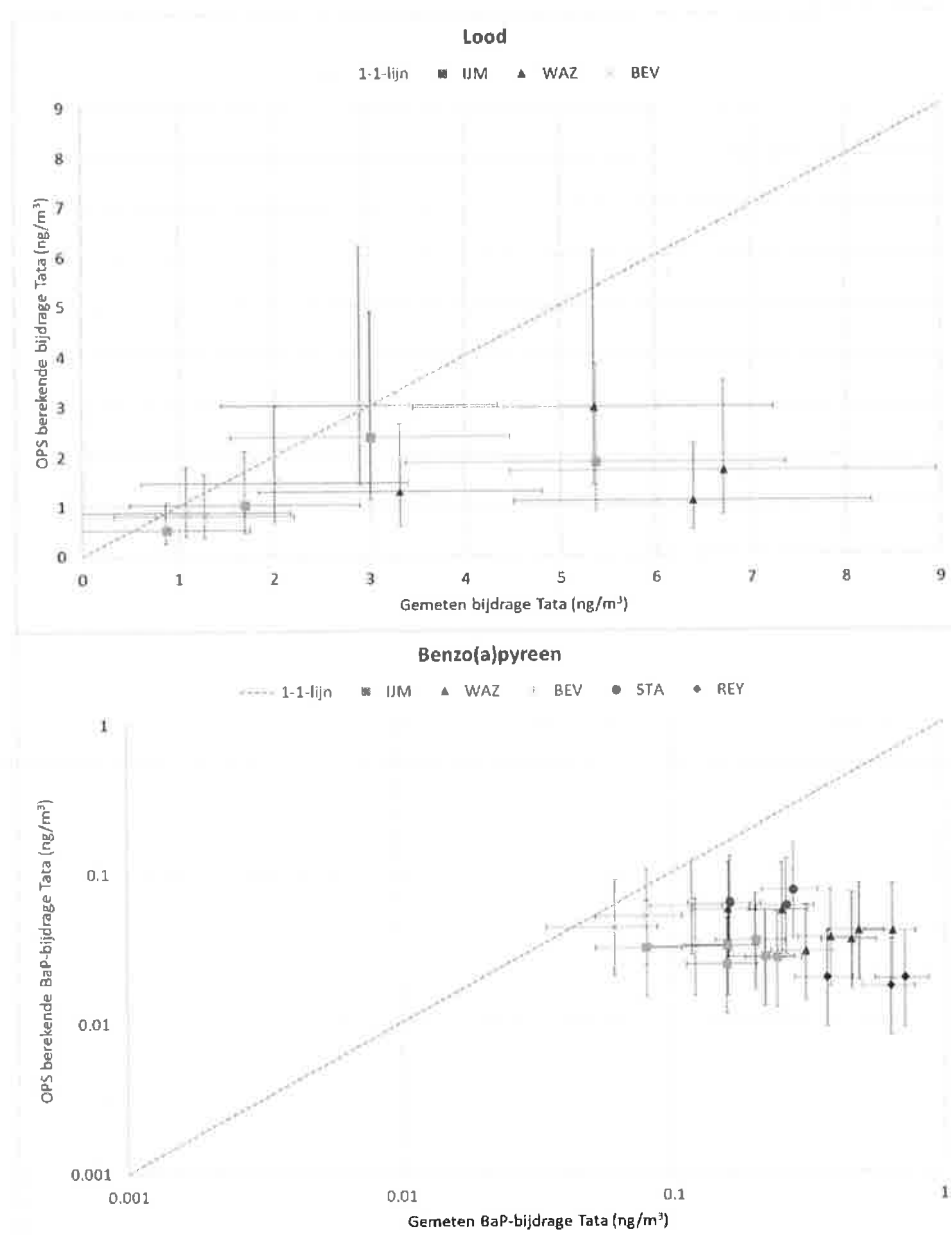 Lood
1-1-lijn IJM WAZ BEV
9
8
7
6
5
4
3
2
1
0
OPS berekende bijdrage Tata (ng/m³)
0 1 2 3 4 5 6 7 8 9
Gemeten bijdrage Tata (ng/m³)
Benzo(a)pyreen
1-1-lijn IJM WAZ BEV STA REY
1
0.1
0.01
0.001
OPS berekende BaP-bijdrage Tata (ng/m³)
0.001 0.01 0.1 1
Gemeten BaP-bijdrage Tata (ng/m³)